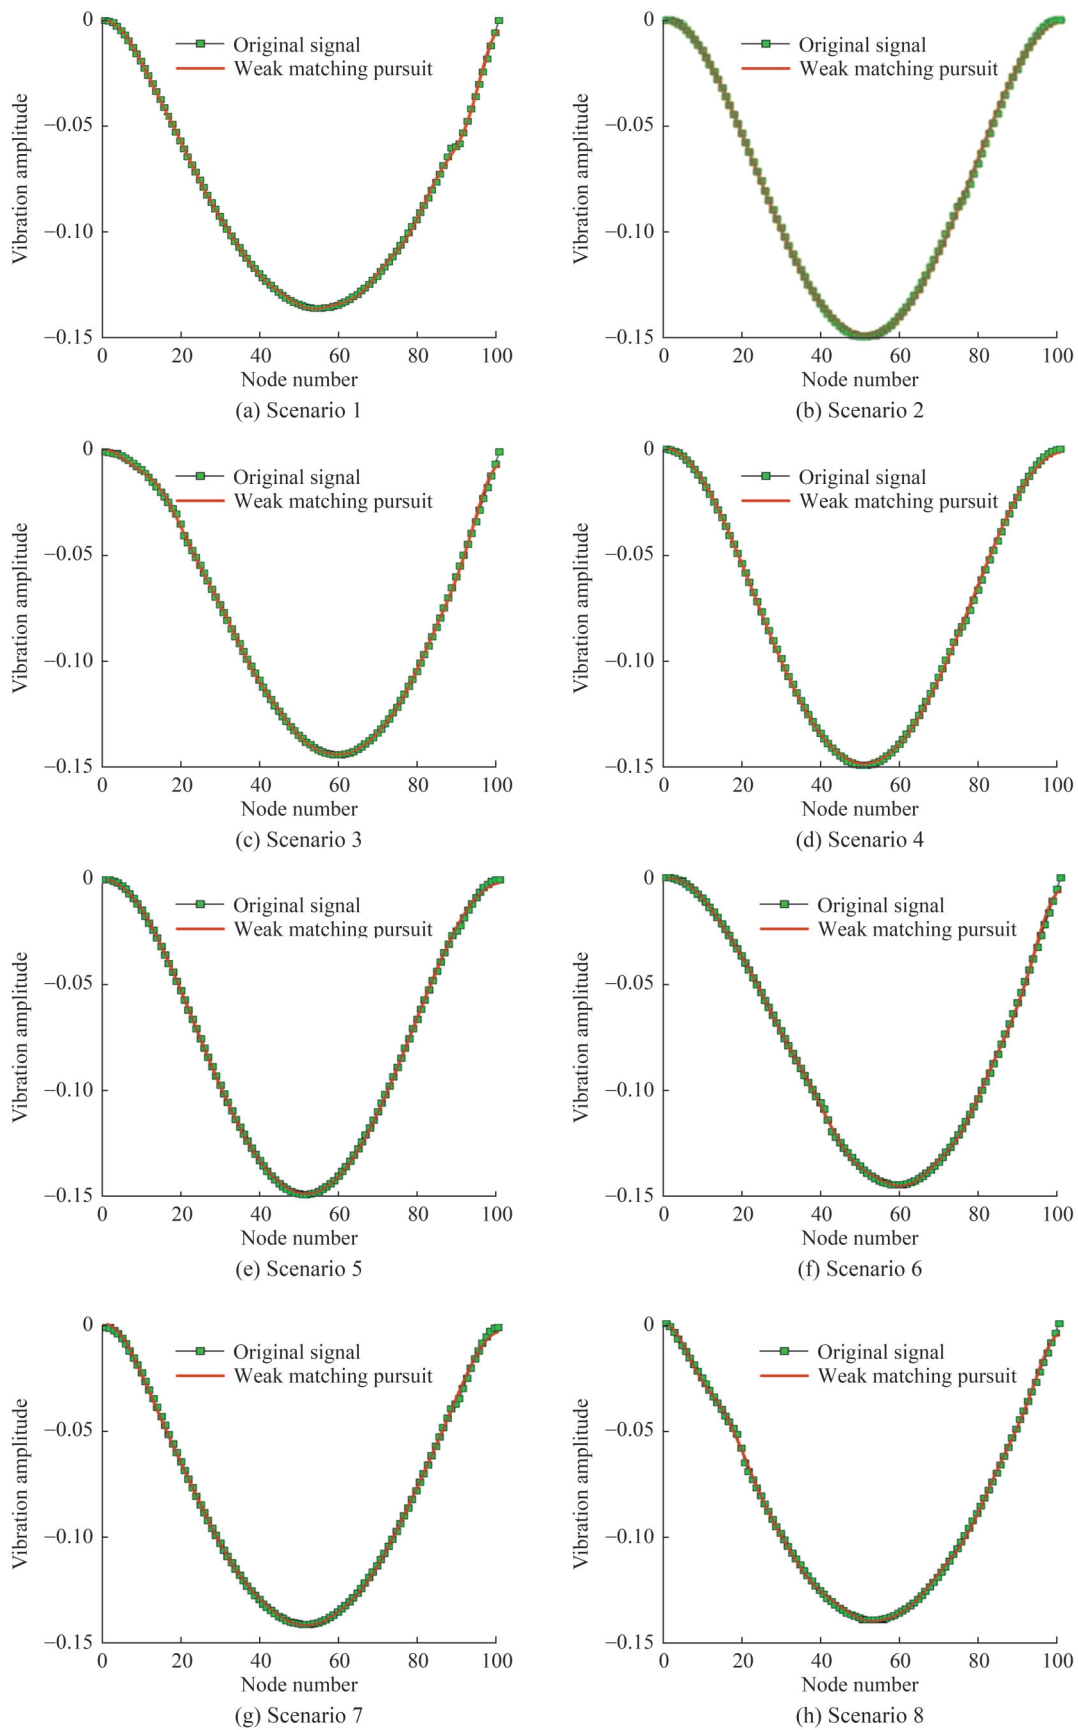 0
Original signal
Weak matching pursuit
−0.05
−0.10
−0.15
Vibration amplitude
0 20 40 60 80 100
Node number
(a) Scenario 1
0
Original signal
Weak matching pursuit
−0.05
−0.10
−0.15
Vibration amplitude
0 20 40 60 80 100
Node number
(b) Scenario 2
0
Original signal
Weak matching pursuit
−0.05
−0.10
−0.15
Vibration amplitude
0 20 40 60 80 100
Node number
(c) Scenario 3
0
Original signal
Weak matching pursuit
−0.05
−0.10
−0.15
Vibration amplitude
0 20 40 60 80 100
Node number
(d) Scenario 4
0
Original signal
Weak matching pursuit
−0.05
−0.10
−0.15
Vibration amplitude
0 20 40 60 80 100
Node number
(e) Scenario 5
0
Original signal
Weak matching pursuit
−0.05
−0.10
−0.15
Vibration amplitude
0 20 40 60 80 100
Node number
(f) Scenario 6
0
Original signal
Weak matching pursuit
−0.05
−0.10
−0.15
Vibration amplitude
0 20 40 60 80 100
Node number
(g) Scenario 7
0
Original signal
Weak matching pursuit
−0.05
−0.10
−0.15
Vibration amplitude
0 20 40 60 80 100
Node number
(h) Scenario 8